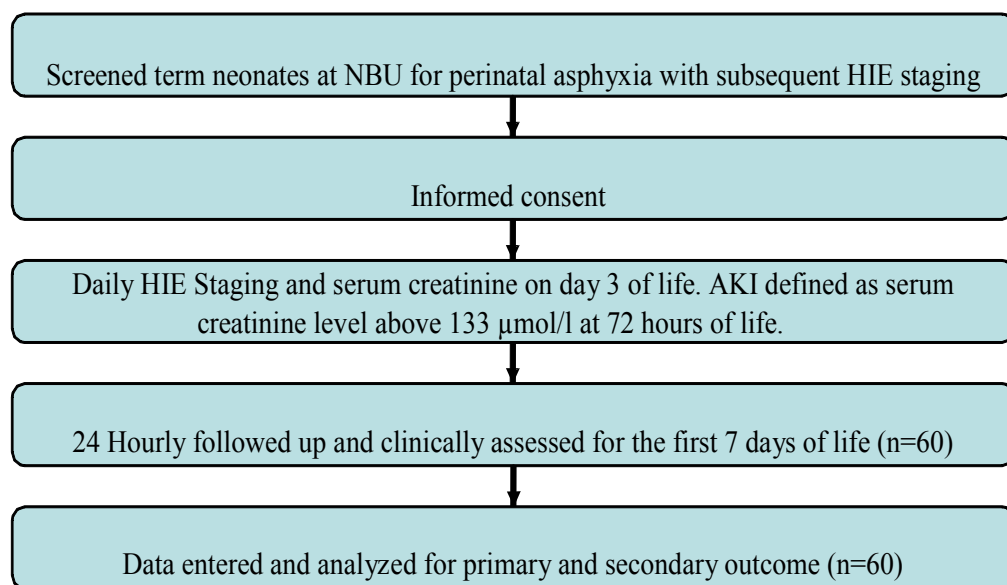 Screened term neonates at NBU for perinatal asphyxia with subsequent HIE staging
Informed consent
Daily HIE Staging and serum creatinine on day 3 of life. AKI defined as serum
creatinine level above 133 µmol/l at 72 hours of life.
24 Hourly followed up and clinically assessed for the first 7 days of life (n=60)
Data entered and analyzed for primary and secondary outcome (n=60)